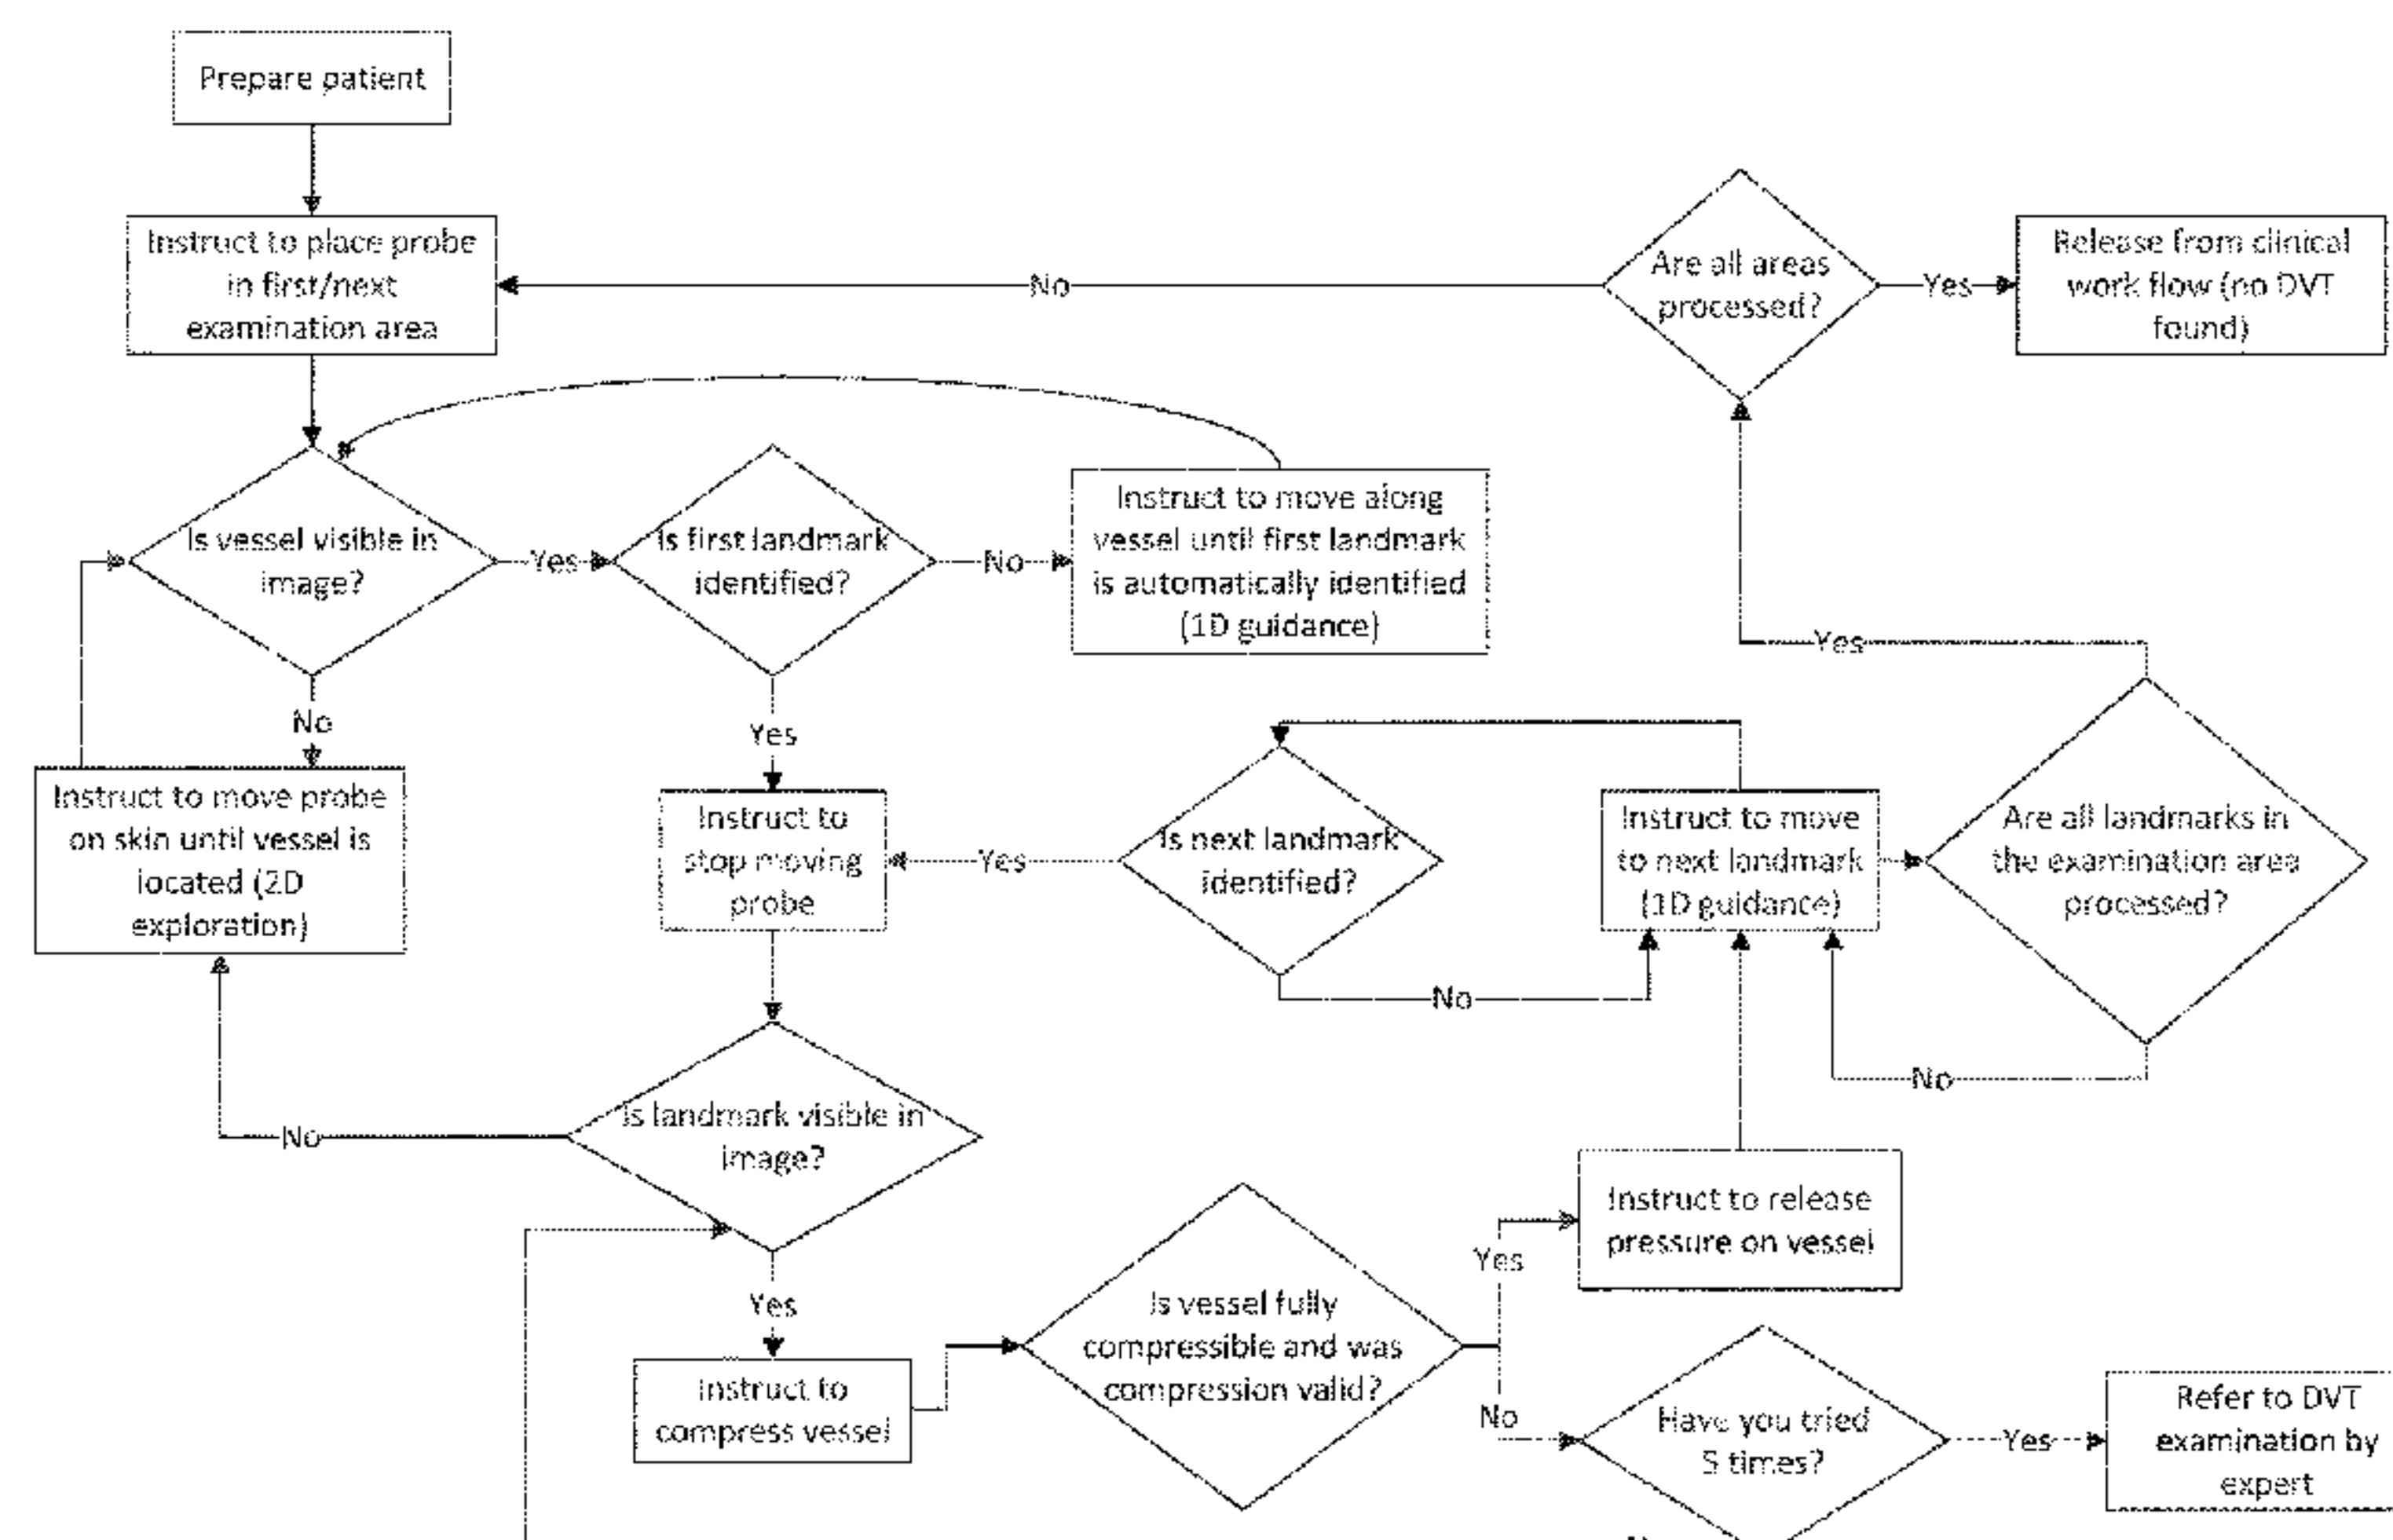 Prepare patient
Instruct to place probe
in first/next
examination area
No
Are all areas
processed?
Yes
Release from clinical
work flow (no DVT
found)
Is vessel visible in
image?
Yes
Is first landmark
identified?
No
Instruct to move along
vessel until first landmark
is automatically identified
(1D guidance)
Yes
No
Yes
Instruct to move probe
on skin until vessel is
located (2D
exploration)
Instruct to
stop moving
probe
Yes
Is next landmark
identified?
Instruct to move
to next landmark
(1D guidance)
Are all landmarks in
the examination area
processed?
No
No
No
Is landmark visible in
image?
Instruct to release
pressure on vessel
Yes
Yes
Is vessel fully
compressible and was
compression valid?
Instruct to
compress vessel
No
Have you tried
times?
Yes
Refer to DVT
examination by
expert